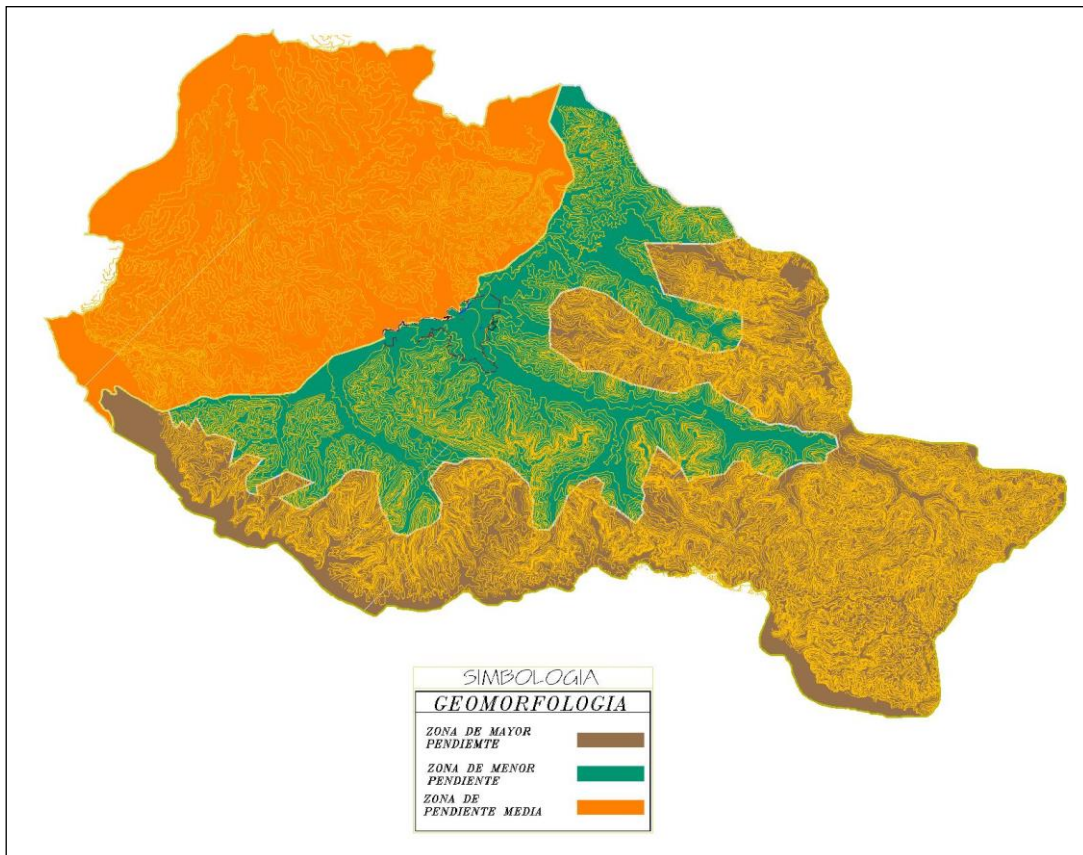 SIMBOLOGIA
GEOMORFOLOGIA
ZONA DE MAYOR
PENDIEMTE
ZONA DE MENOR
PENDIENTE
ZONA DE
PENDIENTE MEDIA